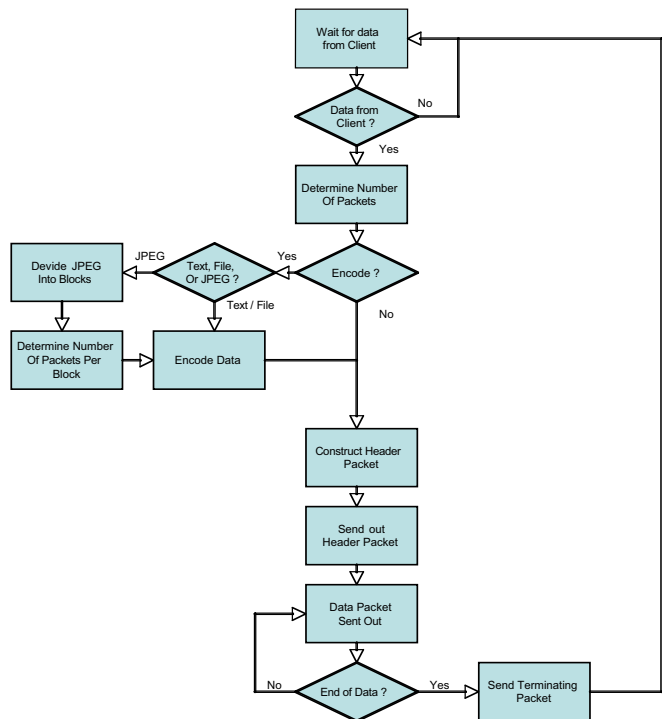 Wait for data
from Client
Data from
Client ?
No
Yes
Determine Number
Of Packets
Encode ?
Yes
No
Text, File,
Or JPEG ?
JPEG
Text / File
Devide JPEG
Into Blocks
Determine Number
Of Packets Per
Block
Encode Data
Construct Header
Packet
Send out
Header Packet
Data Packet
Sent Out
End of Data ?
No
Yes
Send Terminating
Packet